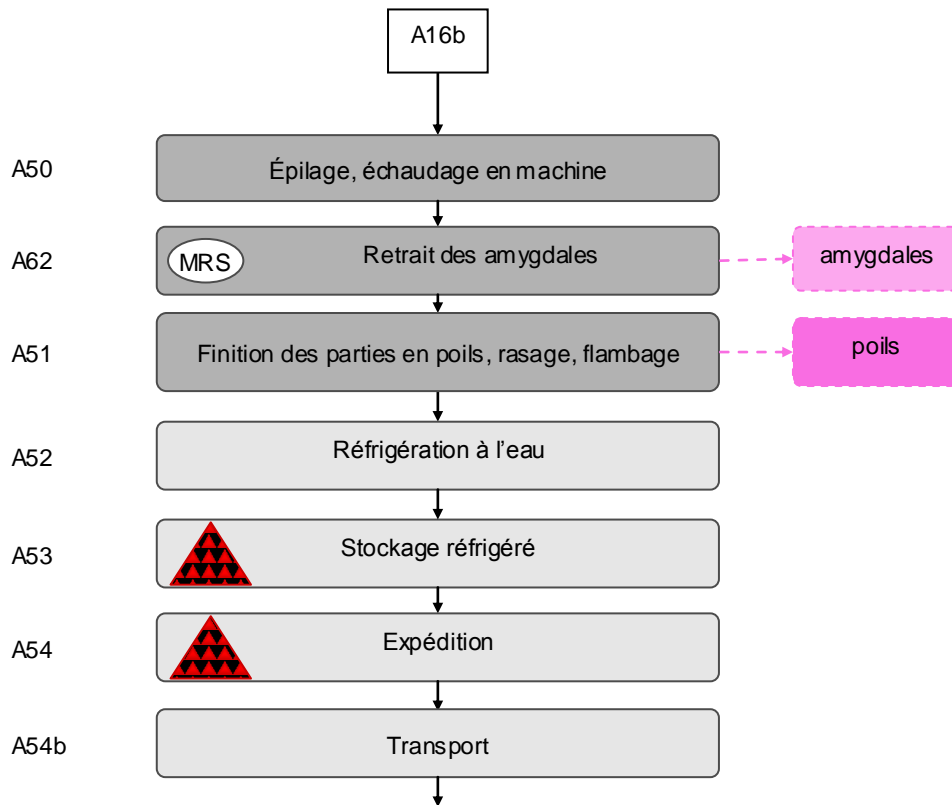 A16b
A50
Épilage, échaudage en machine
A62
MRS
Retrait des amygdales
amygdales
A51
Finition des parties en poils, rasage, flambage
poils
A52
Réfrigération à l'eau
A53
Stockage réfrigéré
A54
Expédition
A54b
Transport